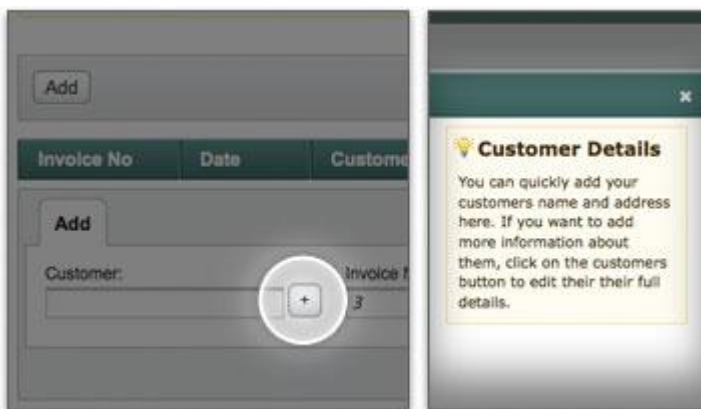 Add
Invoice No Date Custome
Add
Customer: Invoice N
+ 3
×
Customer Details
You can quickly add your
customers name and address
here. If you want to add
more information about
them, click on the customers
button to edit their their full
details.